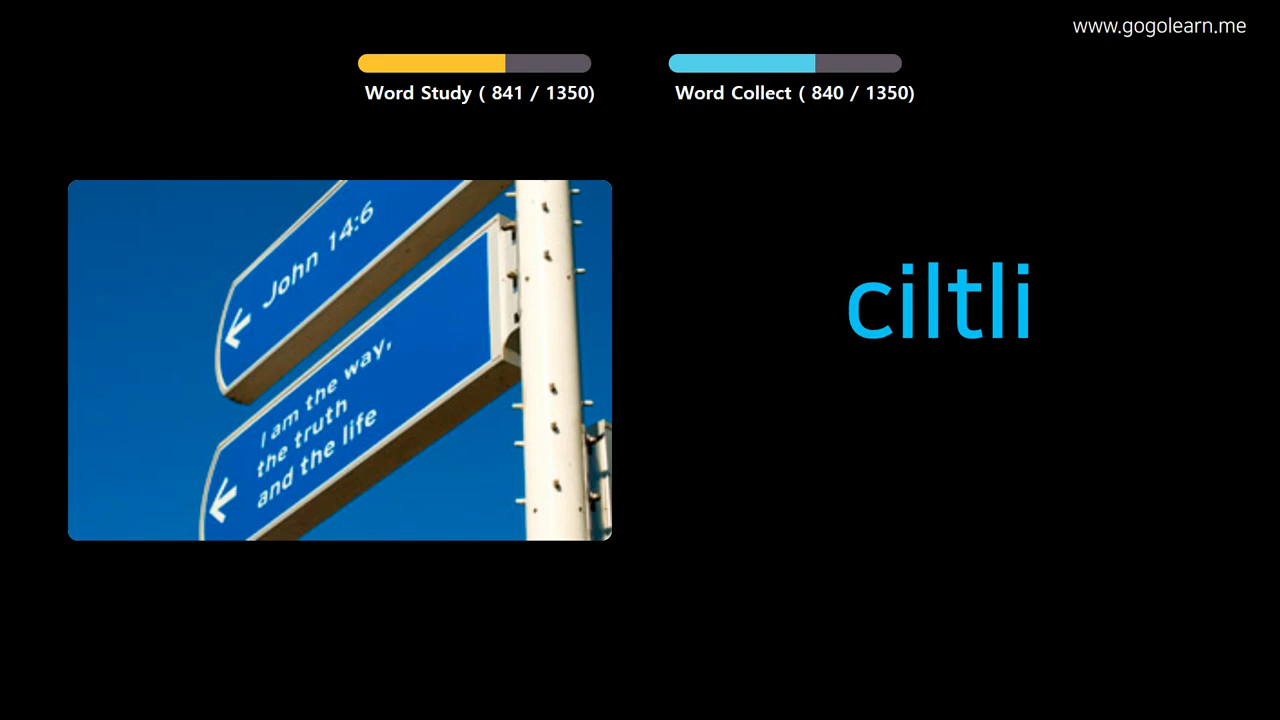 www.gogolearn.me
Word Study ( 841 / 1350)
Word Collect ( 840 / 1350)
John 14:6
I am the way,
the truth
and the life
ciltli